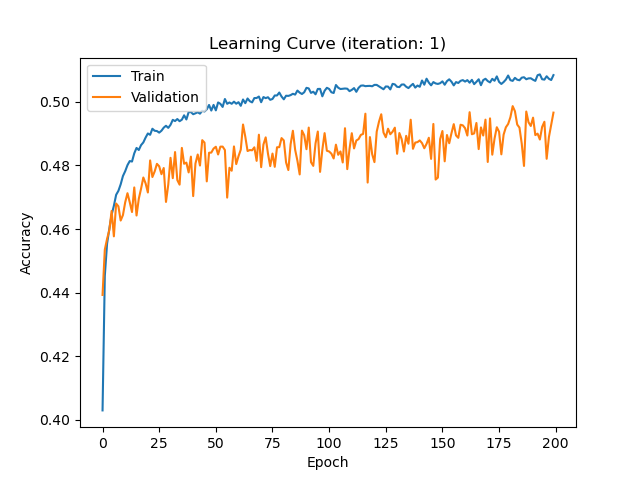 Learning Curve (iteration: 1)
Train
Validation
0.50
0.48
0.46
0.44
0.42
0.40
Accuracy
0 25 50 75 100 125 150 175 200
Epoch